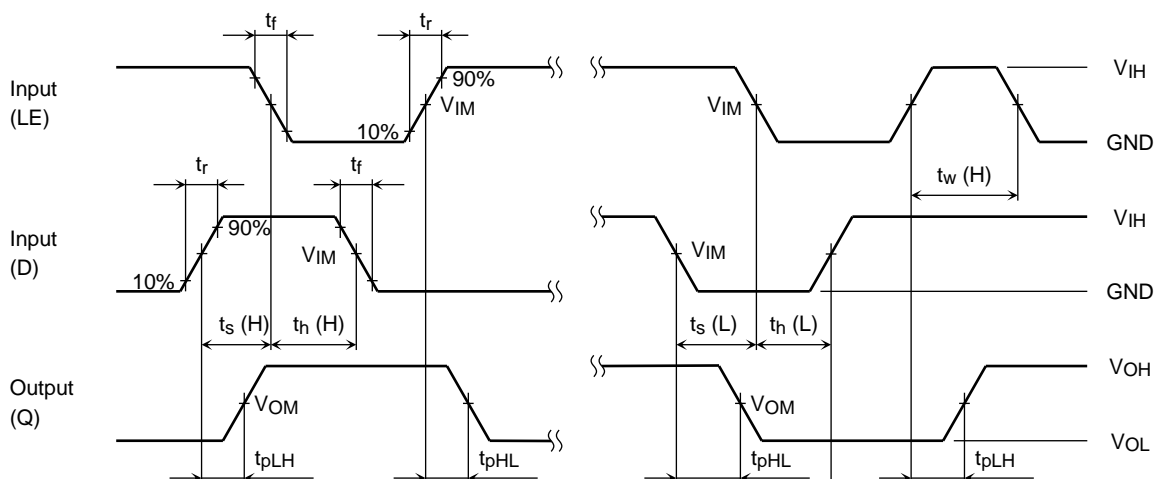 tf
tr
Input
(LE)
VIM
90%
10%
VIM
VIH
GND
tw (H)
tr
tf
Input
(D)
90%
10%
VIM
VIM
VIH
GND
ts (H)
th (H)
ts (L)
th (L)
Output
(Q)
VOM
VOM
VOH
VOL
tpLH
tpHL
tpHL
tpLH